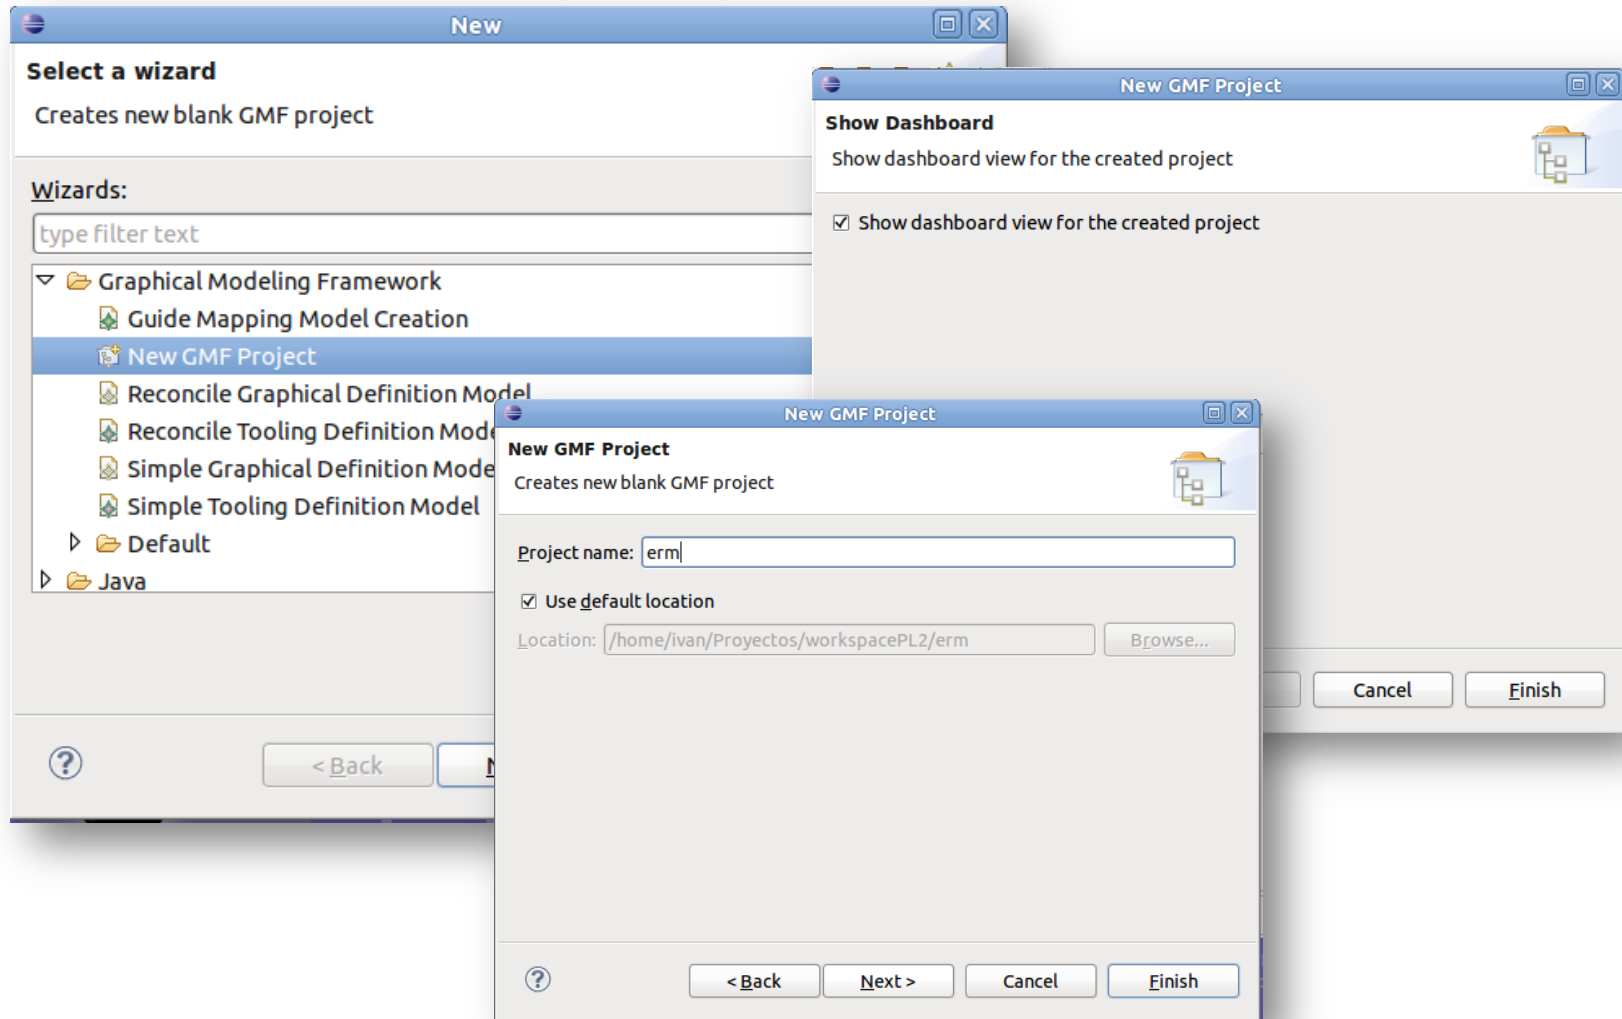 New
Select a wizard
Creates new blank GMF project
Wizards:
type filter text
Graphical Modeling Framework
Guide Mapping Model Creation
New GMF Project
Reconcile Graphical Definition Model
Reconcile Tooling Definition
Simple Graphical Definition
Simple Tooling Definition Model
Default
Java
< Back
New GMF Project
Show Dashboard
Show dashboard view for the created project
Show dashboard view for the created project
Cancel
Finish
New GMF Project
New GMF Project
Creates new blank GMF project
Project name: erm
Use default location
Location: /home/ivan/Proyectos/workspacePL2/erm
Browse...
< Back
Next >
Cancel
Finish